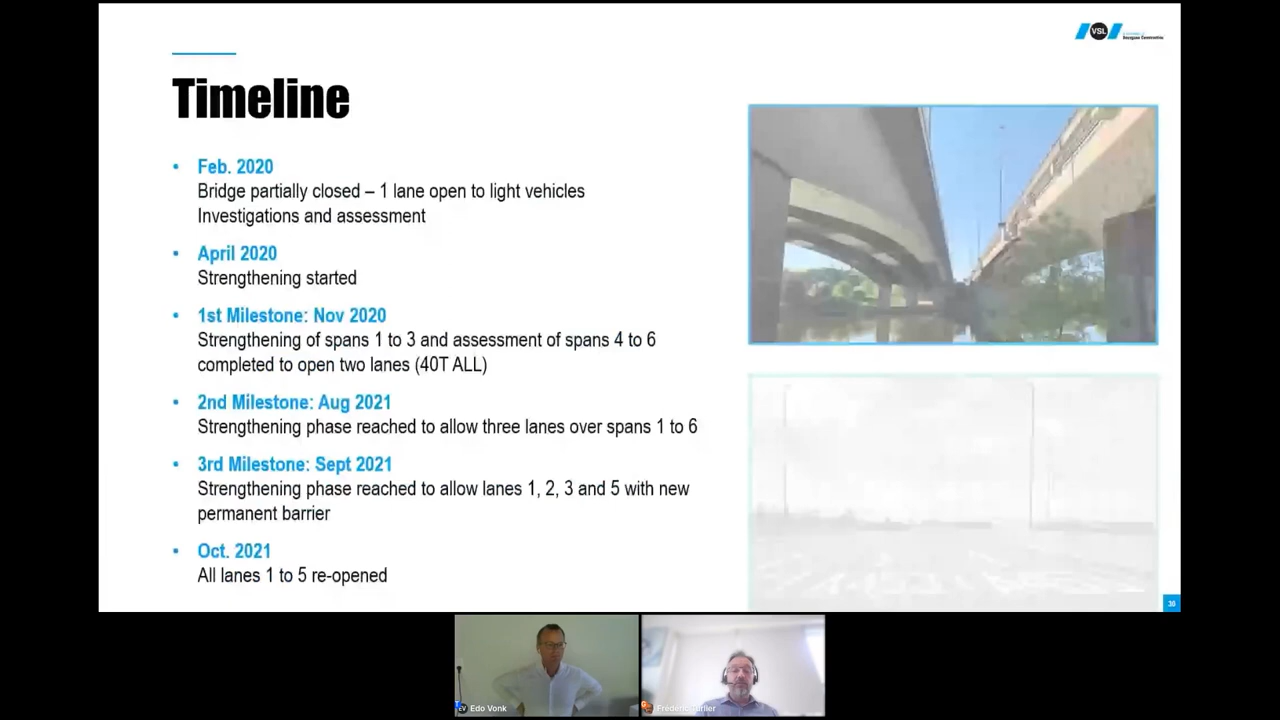 VSL
Timeline
• Feb. 2020
Bridge partially closed – 1 lane open to light vehicles
Investigations and assessment
• April 2020
Strengthening started
• 1st Milestone: Nov 2020
Strengthening of spans 1 to 3 and assessment of spans 4 to 6
completed to open two lanes (40T ALL)
• 2nd Milestone: Aug 2021
Strengthening phase reached to allow three lanes over spans 1 to 6
• 3rd Milestone: Sept 2021
Strengthening phase reached to allow lanes 1, 2, 3 and 5 with new
permanent barrier
• Oct. 2021
All lanes 1 to 5 re-opened
30
EV Edo Vonk
Frédéric Turlier